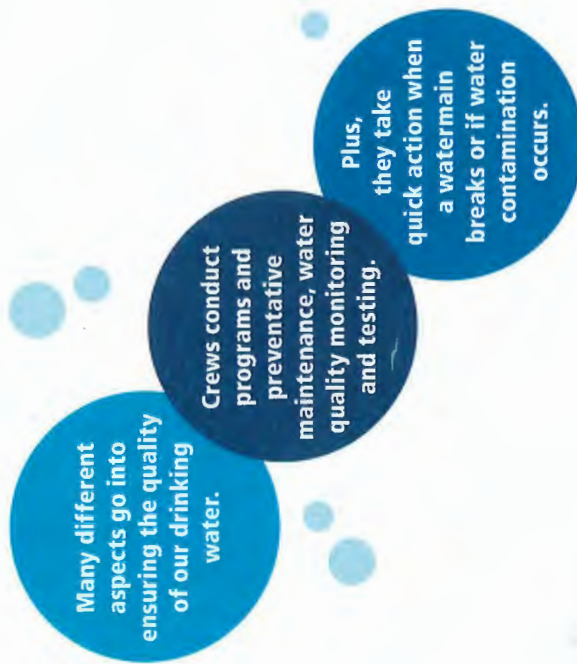 Many different
aspects go into
ensuring the quality
of our drinking
water.
Crews conduct
programs and
preventative
maintenance, water
quality monitoring
and testing.
Plus,
they take
quick action when
a watermain
breaks or if water
contamination
occurs.